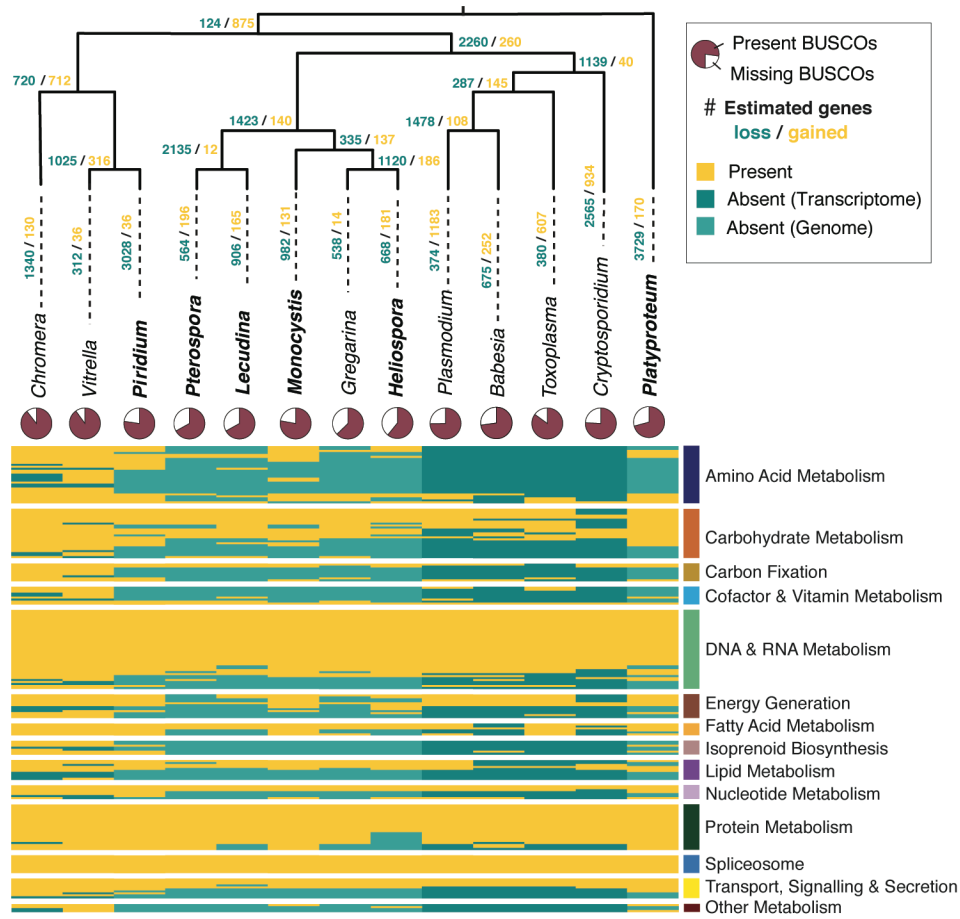 124 / 875
2260 / 260
1139 / 40
720 / 712
287 / 145
1423 / 140
1478 / 108
335 / 137
2135 / 12
1025 / 316
1120 / 186
1340 / 130
312 / 36
3028 / 36
564 / 196
906 / 165
982 / 131
538 / 14
668 / 181
374 / 1183
675 / 252
380 / 607
2565 / 934
3729 / 170
Chromera
Vitrella
Piridium
Pterospora
Lecudina
Monocystis
Gregarina
Heliospora
Plasmodium
Babesia
Toxoplasma
Cryptosporidium
Platyproteum
Present BUSCOs
Missing BUSCOs
# Estimated genes
loss / gained
Present
Absent (Transcriptome)
Absent (Genome)
Amino Acid Metabolism
Carbohydrate Metabolism
Carbon Fixation
Cofactor & Vitamin Metabolism
DNA & RNA Metabolism
Energy Generation
Fatty Acid Metabolism
Isoprenoid Biosynthesis
Lipid Metabolism
Nucleotide Metabolism
Protein Metabolism
Spliceosome
Transport, Signalling & Secretion
Other Metabolism